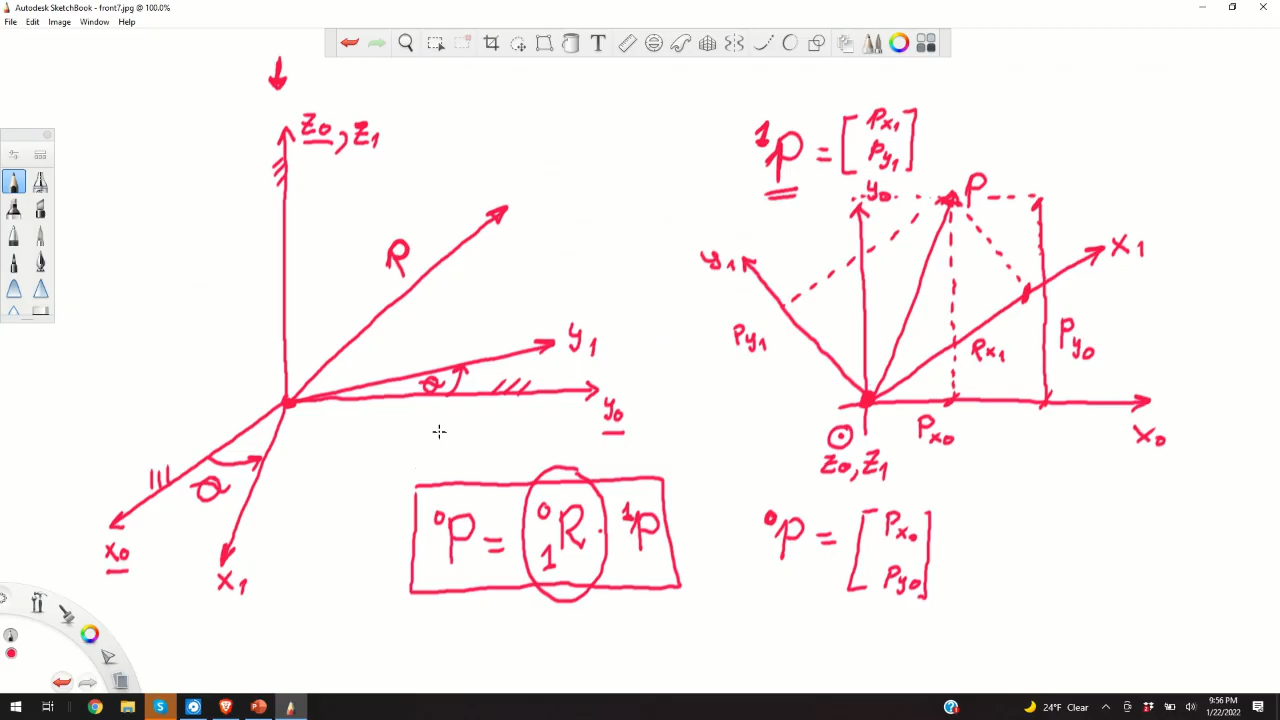 Autodesk SketchBook - front7.jpg @ 100.0%
File Edit Image Window Help
T
z0, z1
R
y1
θ
y0
θ
x0
x1
⁰P = ⁰₁R · ¹P
¹P = [Px1
Py1]
y0
P
y1
x1
Py1
Px1
Py0
Px0
x0
z0, z1
⁰P = [Px0
Py0]
S
24°F Clear
9:56 PM
1/22/2022